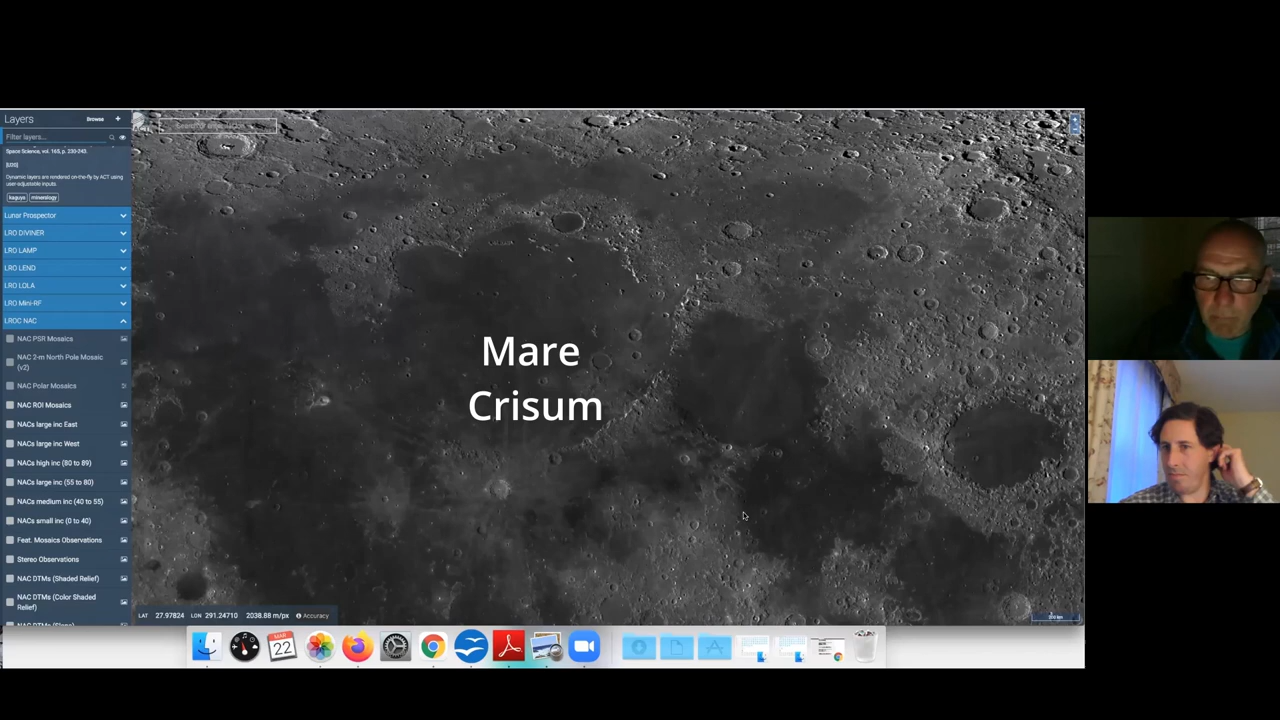 Layers
Browse
+
Filter layers...
Space Science, vol. 165, p. 230-243.
Dynamic layers are rendered on-the-fly by ACT using
user-adjustable inputs
kaguya
mineralogy
Lunar Prospector
LRO DIVINER
LRO LAMP
LRO LEND
LRO LOLA
LRO Mini-RF
LROC NAC
NAC PSR Mosaics
NAC 2-m North Pole Mosaic
(v2)
NAC Polar Mosaics
NAC ROI Mosaics
NACs large inc East
NACs large inc West
NACs high inc (80 to 89)
NACs large inc (55 to 80)
NACs medium inc (40 to 55)
NACs small inc (0 to 40)
Feat. Mosaics Observations
Stereo Observations
NAC DTMs (Shaded Relief)
NAC DTMs (Color Shaded
Relief)
Mare
Crisum
LAT 27.97824 LON 291.24710 2038.88 m/px Accuracy
MAR
22